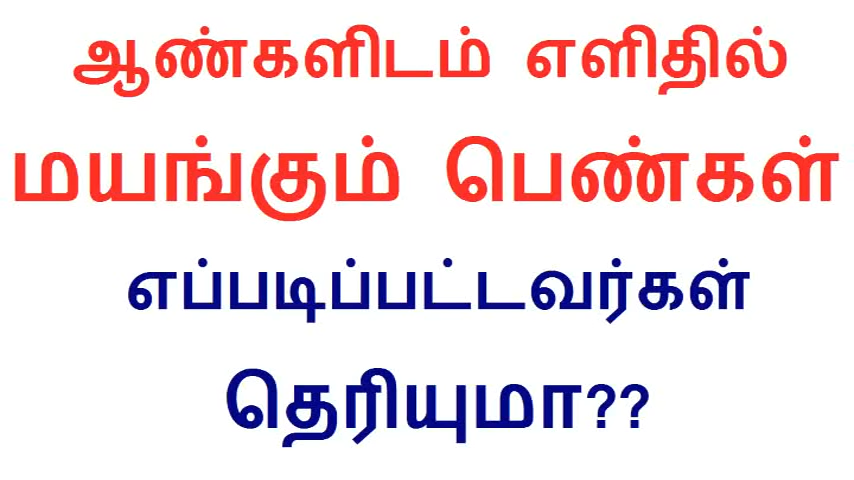 ஆண்களிடம் எளிதில்
மயங்கும் பெண்கள்
எப்படிப்பட்டவர்கள்
தெரியுமா??